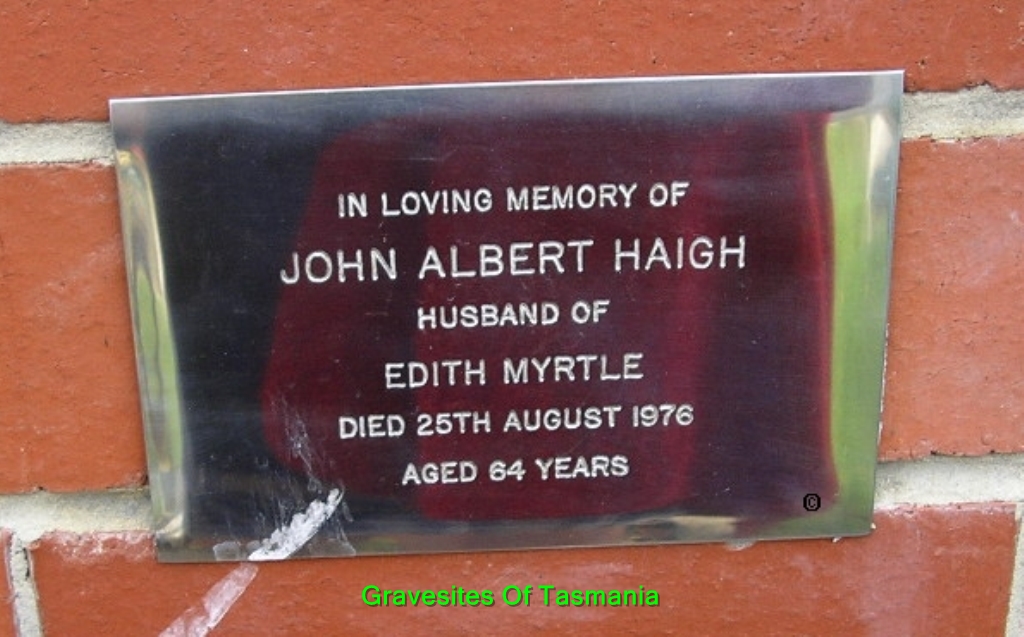 IN LOVING MEMORY OF
JOHN ALBERT HAIGH
HUSBAND OF
EDITH MYRTLE
DIED 25TH AUGUST 1976
AGED 64 YEARS
©
Gravesites Of Tasmania